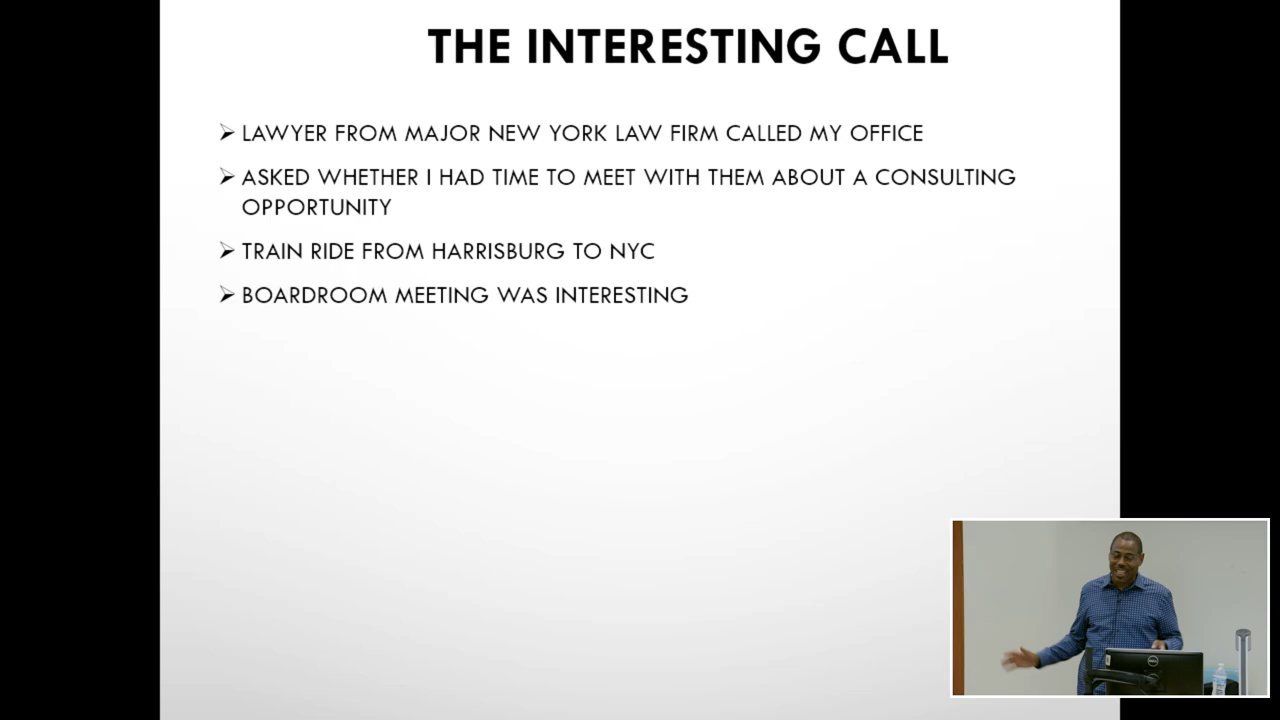 THE INTERESTING CALL
➢ LAWYER FROM MAJOR NEW YORK LAW FIRM CALLED MY OFFICE
➢ ASKED WHETHER I HAD TIME TO MEET WITH THEM ABOUT A CONSULTING
OPPORTUNITY
➢ TRAIN RIDE FROM HARRISBURG TO NYC
➢ BOARDROOM MEETING WAS INTERESTING